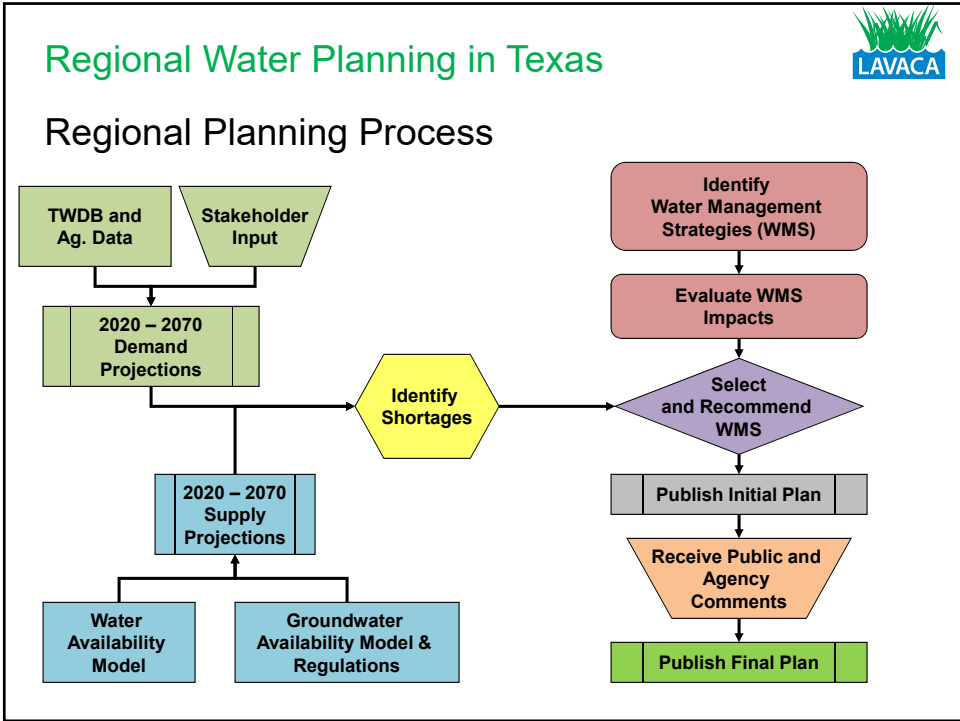 Regional Water Planning in Texas
LAVACA
Regional Planning Process
TWDB and
Ag. Data
Stakeholder
Input
2020 – 2070
Demand
Projections
2020 – 2070
Supply
Projections
Water
Availability
Model
Groundwater
Availability Model &
Regulations
Identify
Shortages
Identify
Water Management
Strategies (WMS)
Evaluate WMS
Impacts
Select
and Recommend
WMS
Publish Initial Plan
Receive Public and
Agency
Comments
Publish Final Plan